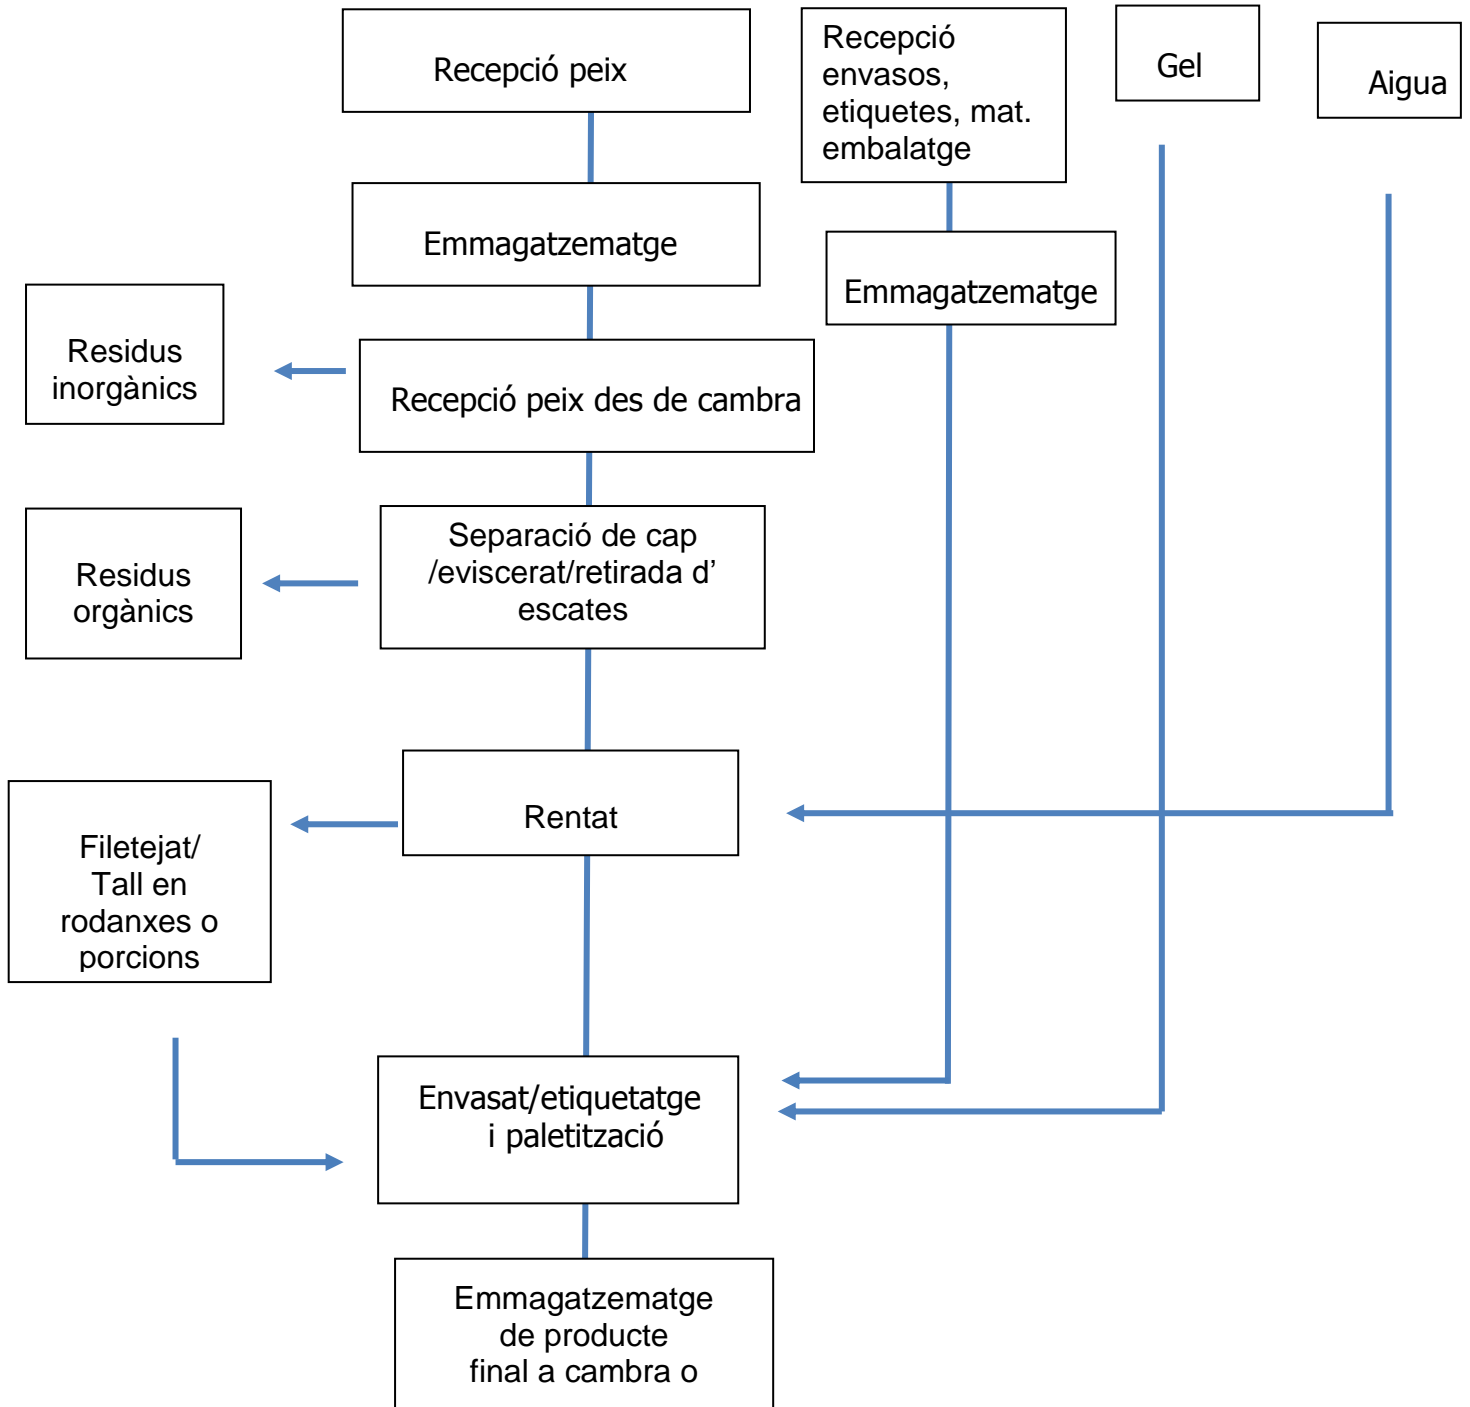 Recepció peix
Recepció
envasos,
etiquetes, mat.
embalatge
Gel
Aigua
Emmagatzematge
Emmagatzematge
Residus
inorgànics
Recepció peix des de cambra
Residus
orgànics
Separació de cap
/eviscerat/retirada d’
escates
Rentat
Filetejat/
Tall en
rodanxes o
porcions
Envasat/etiquetatge
i paletització
Emmagatzematge
de producte
final a cambra o